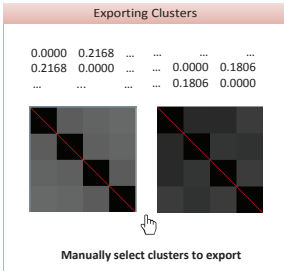 Exporting Clusters
0.0000 0.2168 ... ... ... ...
0.2168 0.0000 ... ... 0.0000 0.1806
... ... ... ... 0.1806 0.0000
Manually select clusters to export